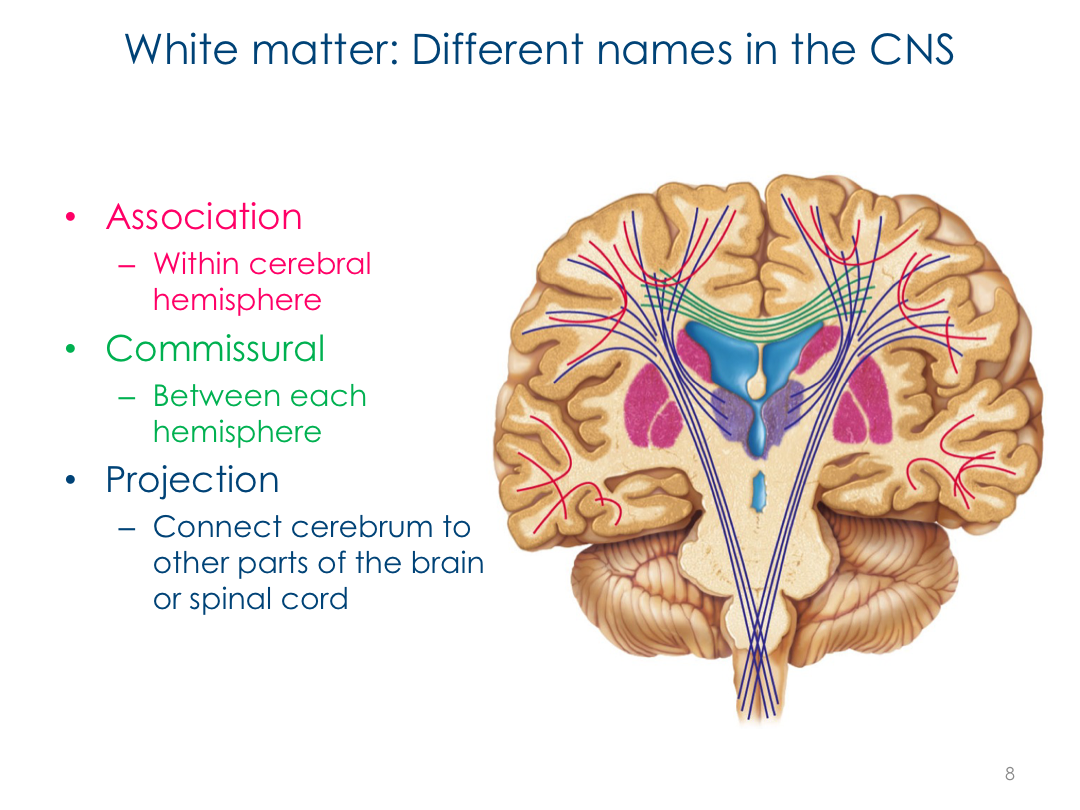 White matter: Different names in the CNS
• Association
– Within cerebral
hemisphere
• Commissural
– Between each
hemisphere
• Projection
– Connect cerebrum to
other parts of the brain
or spinal cord
8